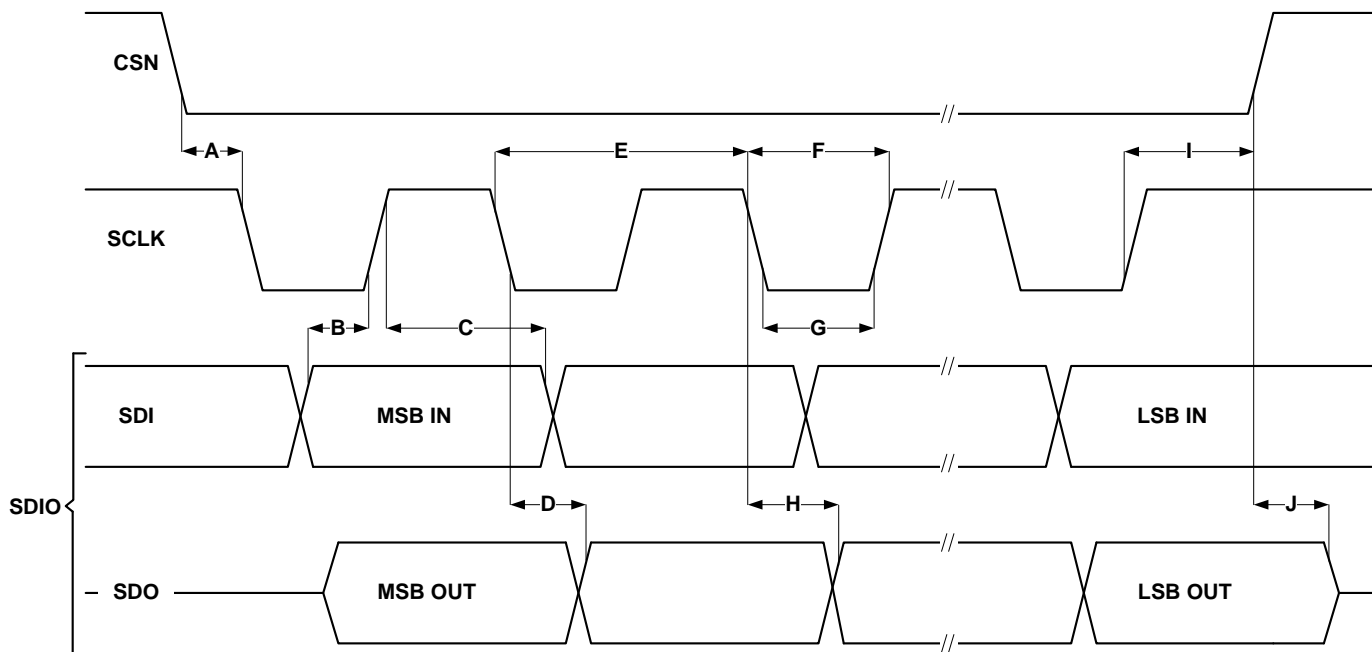 CSN
A
E
F
I
SCLK
B
C
G
SDI
MSB IN
LSB IN
SDIO
D
H
J
SDO
MSB OUT
LSB OUT